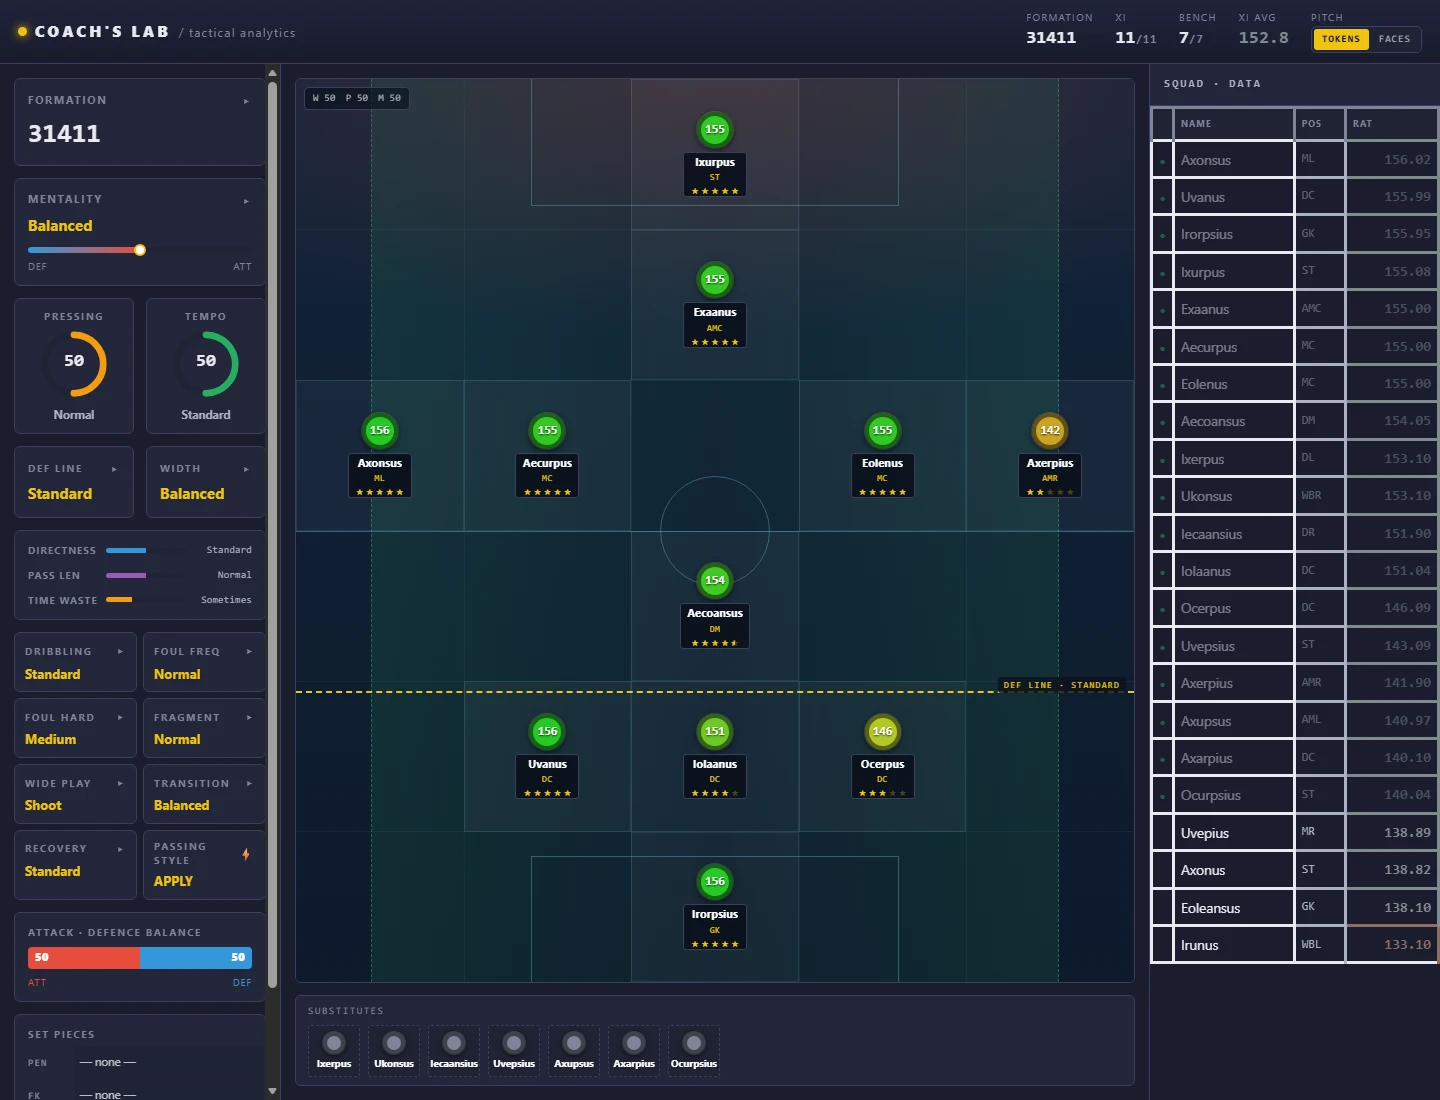 COACH'S LAB / tactical analytics
FORMATION XI BENCH XI AVG PITCH
31411 11/11 7/7 152.8 TOKENS FACES
FORMATION ▸
31411
MENTALITY ▸
Balanced
DEF ATT
PRESSING TEMPO
50 50
Normal Standard
DEF LINE ▸ WIDTH ▸
Standard Balanced
DIRECTNESS Standard
PASS LEN Normal
TIME WASTE Sometimes
DRIBBLING ▸ FOUL FREQ ▸
Standard Normal
FOUL HARD ▸ FRAGMENT ▸
Medium Normal
WIDE PLAY ▸ TRANSITION ▸
Shoot Balanced
RECOVERY ▸ PASSING STYLE
Standard APPLY
ATTACK · DEFENCE BALANCE
50 50
ATT DEF
SET PIECES
PEN — none —
FK — none —
W 50 P 50 M 50
155
Ixurpus
ST
★★★★★
155
Exaanus
AMC
★★★★★
156 155 155 142
Axonsus Aecurpus Eolenus Axerpius
ML MC MC AMR
★★★★★ ★★★★★ ★★★★★ ★★★★★
154
Aecoansus
DM
★★★★★
DEF LINE · STANDARD
156 151 146
Uvanus Iolaanus Ocerpus
DC DC DC
★★★★★ ★★★★★ ★★★★★
156
Irorpsius
GK
★★★★★
SUBSTITUTES
Ixerpus Ukonsus Iecaansius Uvepsius Axupsus Axarpius Ocurpsius
SQUAD · DATA
NAME POS RAT
Axonsus ML 156.02
Uvanus DC 155.99
Irorpsius GK 155.95
Ixurpus ST 155.08
Exaanus AMC 155.00
Aecurpus MC 155.00
Eolenus MC 155.00
Aecoansus DM 154.05
Ixerpus DL 153.10
Ukonsus WBR 153.10
Iecaansius DR 151.90
Iolaanus DC 151.04
Ocerpus DC 146.09
Uvepsius ST 143.09
Axerpius AMR 141.90
Axupsus AML 140.97
Axarpius DC 140.10
Ocurpsius ST 140.04
Uvepius MR 138.89
Axonus ST 138.82
Eoleansus GK 138.10
Irunus WBL 133.10